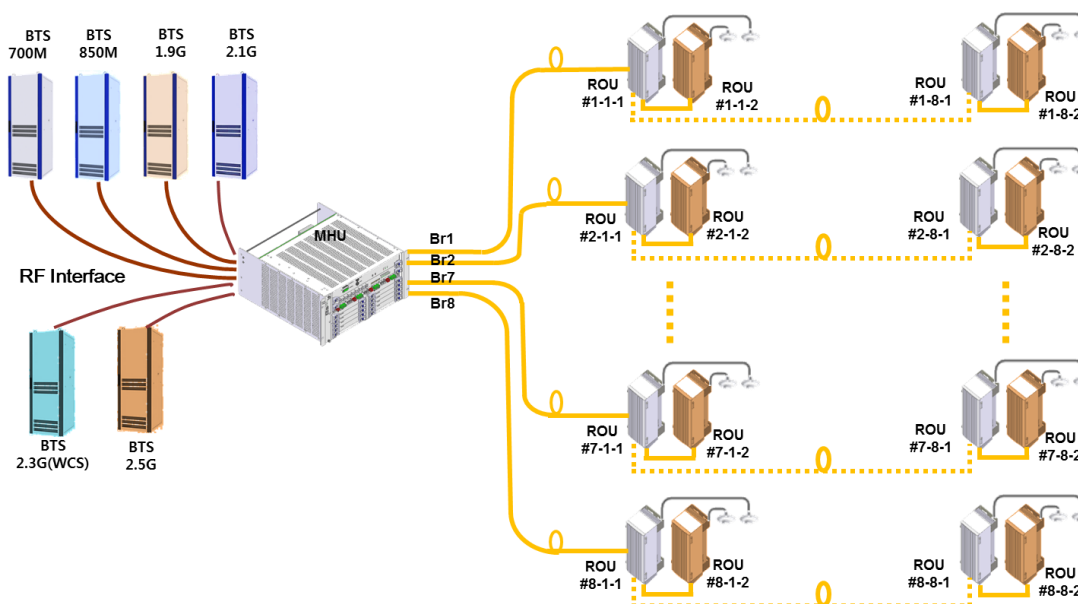 BTS
700M
BTS
850M
BTS
1.9G
BTS
2.1G
RF Interface
BTS
2.3G(WCS)
BTS
2.5G
MHU
Br1
Br2
Br7
Br8
ROU
#1-1-1
ROU
#1-1-2
ROU
#1-8-1
ROU
#1-8-2
ROU
#2-1-1
ROU
#2-1-2
ROU
#2-8-1
ROU
#2-8-2
ROU
#7-1-1
ROU
#7-1-2
ROU
#7-8-1
ROU
#7-8-2
ROU
#8-1-1
ROU
#8-1-2
ROU
#8-8-1
ROU
#8-8-2